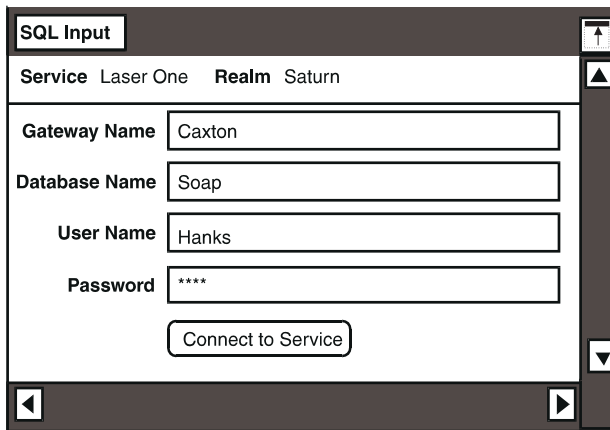 SQL Input
Service Laser One Realm Saturn
Gateway Name Caxton
Database Name Soap
User Name Hanks
Password ****
Connect to Service